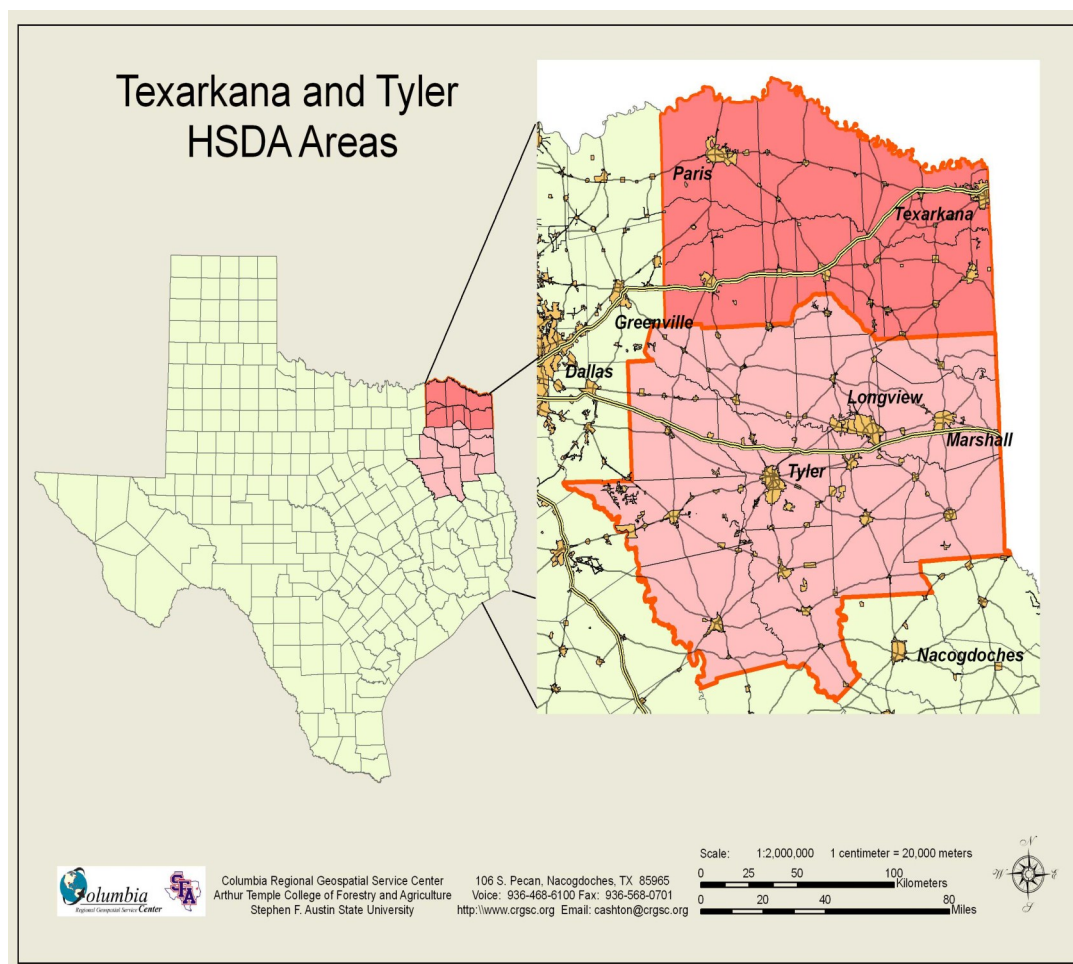 Texarkana and Tyler
HSDA Areas
Paris
Texarkana
Greenville
Dallas
Longview
Marshall
Tyler
Nacogdoches
Columbia
Regional Geospatial Service Center
SFA
Columbia Regional Geospatial Service Center
Arthur Temple College of Forestry and Agriculture
Stephen F. Austin State University
106 S. Pecan, Nacogdoches, TX 85965
Voice: 936-468-6100 Fax: 936-568-0701
http:\\www.crgsc.org Email: cashton@crgsc.org
Scale: 1:2,000,000 1 centimeter = 20,000 meters
0 25 50 100
Kilometers
0 20 40 80
Miles
N
W E
S